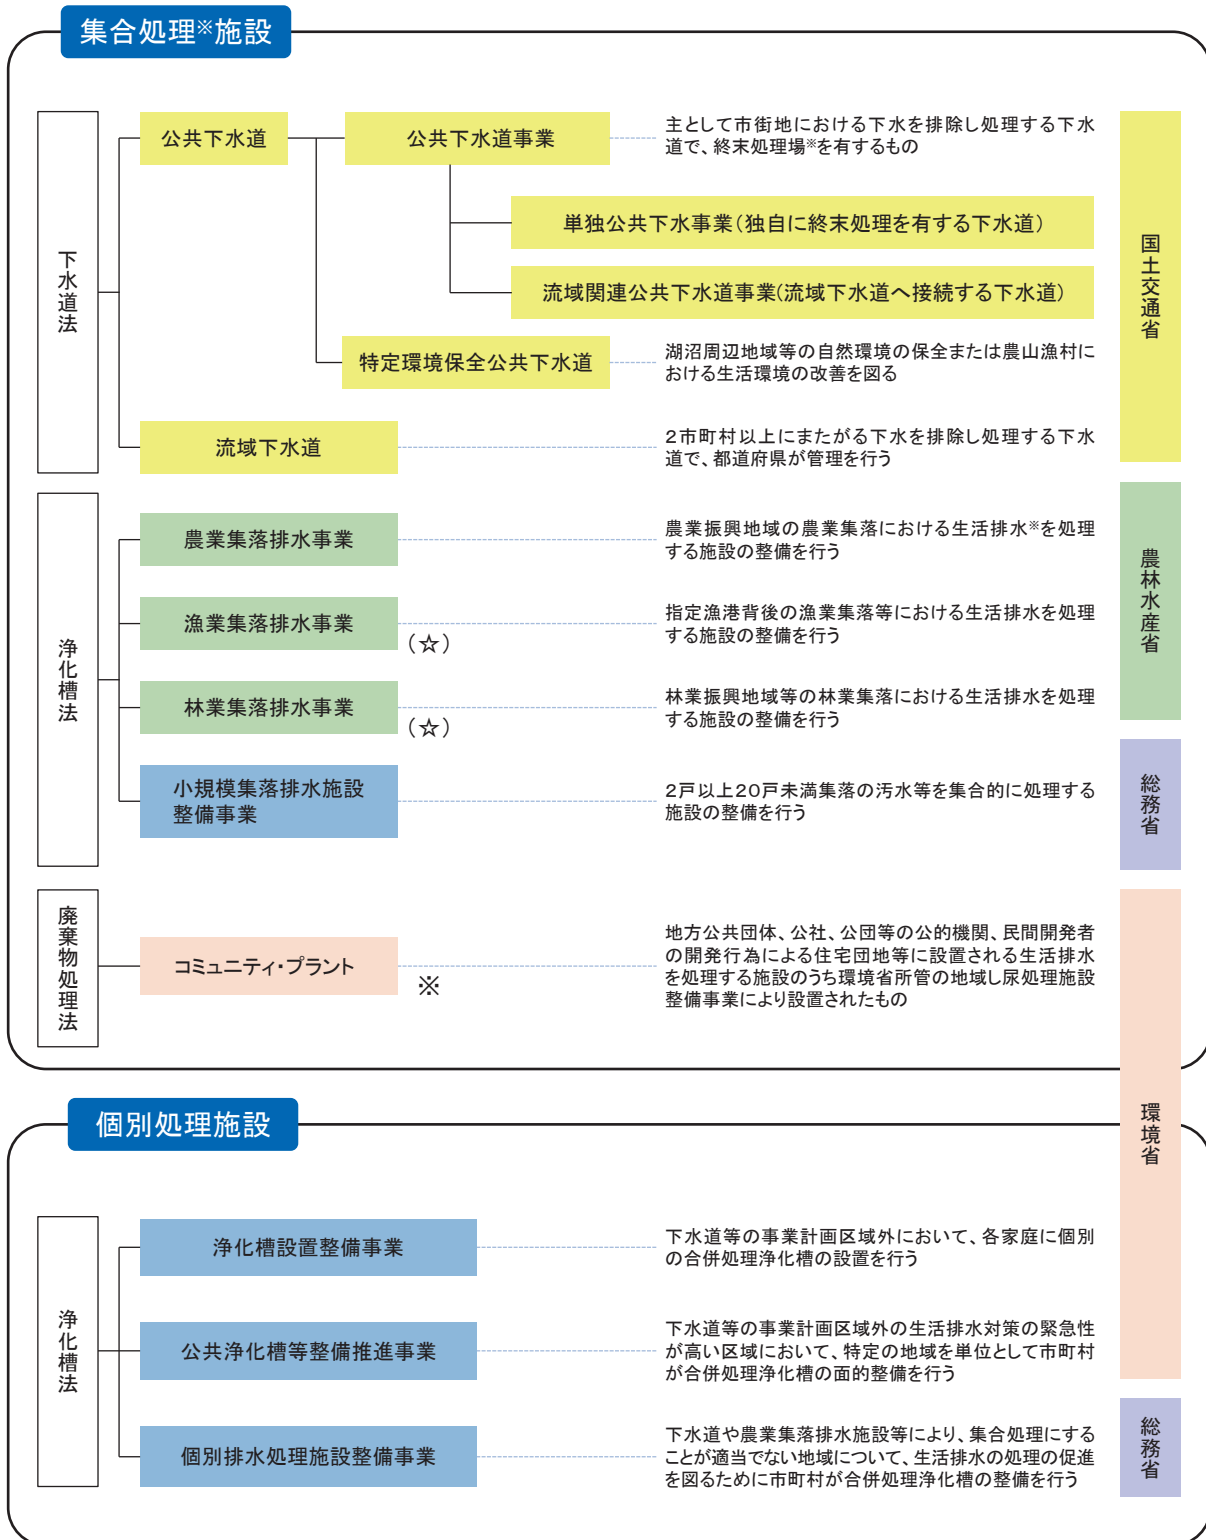 集合処理※施設
下水道法
公共下水道
公共下水道事業
主として市街地における下水を排除し処理する下水
道で、終末処理場※を有するもの
単独公共下水事業（独自に終末処理を有する下水道）
流域関連公共下水道事業(流域下水道へ接続する下水道)
特定環境保全公共下水道
湖沼周辺地域等の自然環境の保全または農山漁村に
おける生活環境の改善を図る
流域下水道
2市町村以上にまたがる下水を排除し処理する下水
道で、都道府県が管理を行う
国土交通省
浄化槽法
農業集落排水事業
農業振興地域の農業集落における生活排水※を処理
する施設の整備を行う
漁業集落排水事業
（☆）
指定漁港背後の漁業集落等における生活排水を処理
する施設の整備を行う
林業集落排水事業
（☆）
林業振興地域等の林業集落における生活排水を処理
する施設の整備を行う
農林水産省
小規模集落排水施設
整備事業
2戸以上20戸未満集落の汚水等を集合的に処理する
施設の整備を行う
総務省
廃棄物処理法
コミュニティ・プラント
※
地方公共団体、公社、公団等の公的機関、民間開発者
の開発行為による住宅団地等に設置される生活排水
を処理する施設のうち環境省所管の地域し尿処理施設
整備事業により設置されたもの
環境省
個別処理施設
浄化槽法
浄化槽設置整備事業
下水道等の事業計画区域外において、各家庭に個別
の合併処理浄化槽の設置を行う
公共浄化槽等整備推進事業
下水道等の事業計画区域外の生活排水対策の緊急性
が高い区域において、特定の地域を単位として市町村
が合併処理浄化槽の面的整備を行う
個別排水処理施設整備事業
下水道や農業集落排水施設等により、集合処理にする
ことが適当でない地域について、生活排水の処理の促進
を図るために市町村が合併処理浄化槽の整備を行う
総務省